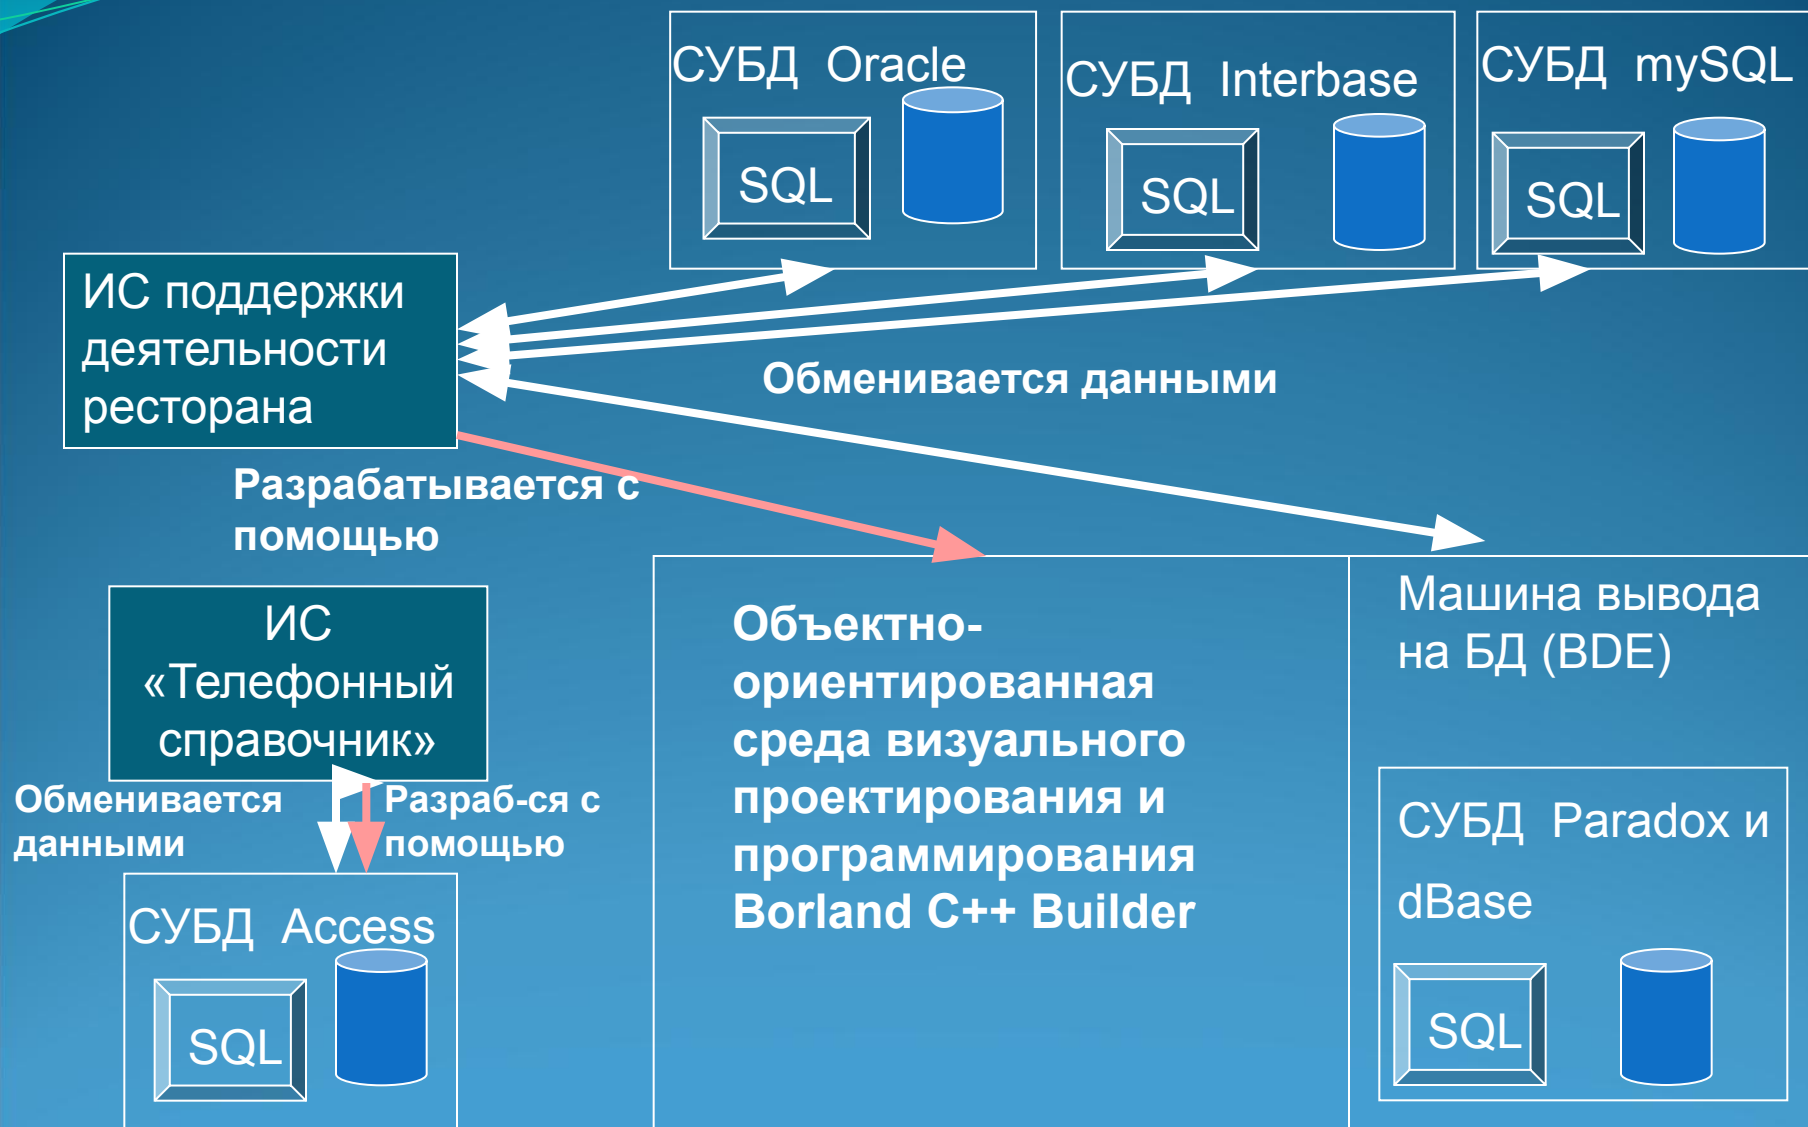 СУБД Oracle
SQL
СУБД Interbase
SQL
СУБД mySQL
SQL
ИС поддержки
деятельности
ресторана
Обменивается данными
Разрабатывается с
помощью
ИС
«Телефонный
справочник»
Обменивается
данными
Разраб-ся с
помощью
СУБД Access
SQL
Объектно-
ориентированная
среда визуального
проектирования и
программирования
Borland C++ Builder
Машина вывода
на БД (BDE)
СУБД Paradox и
dBase
SQL